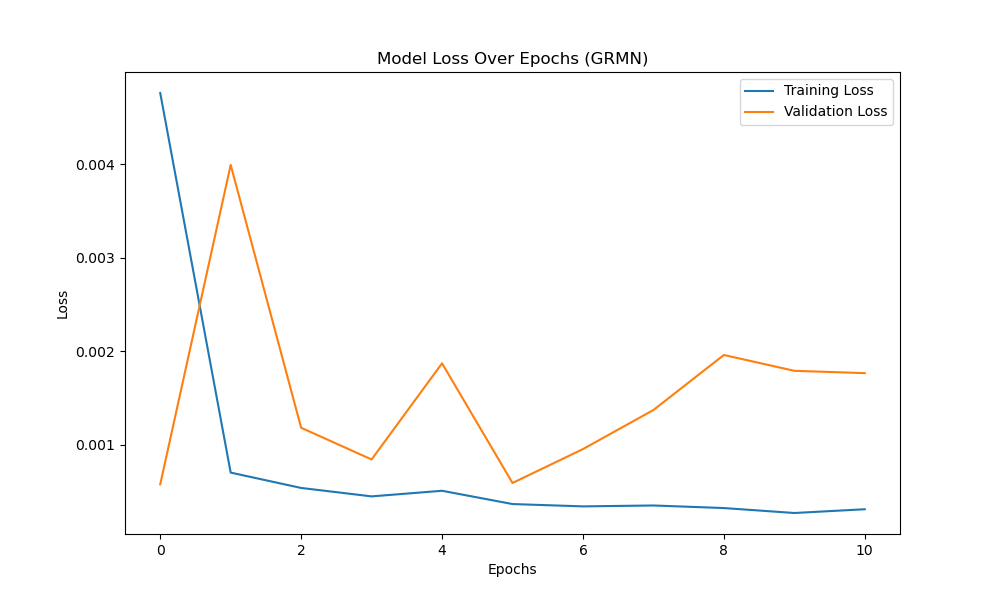 Model Loss Over Epochs (GRMN)
Training Loss
Validation Loss
0.004
0.003
0.002
0.001
Loss
0 2 4 6 8 10
Epochs